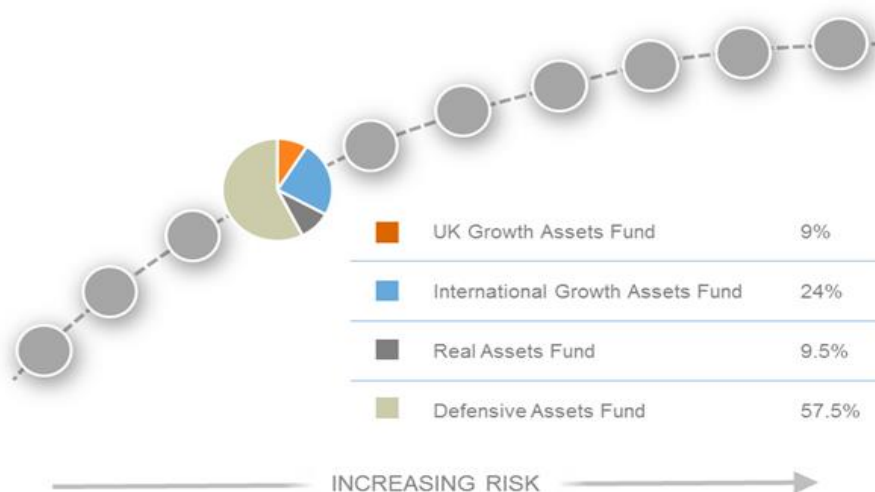 UK Growth Assets Fund 9%
International Growth Assets Fund 24%
Real Assets Fund 9.5%
Defensive Assets Fund 57.5%
INCREASING RISK